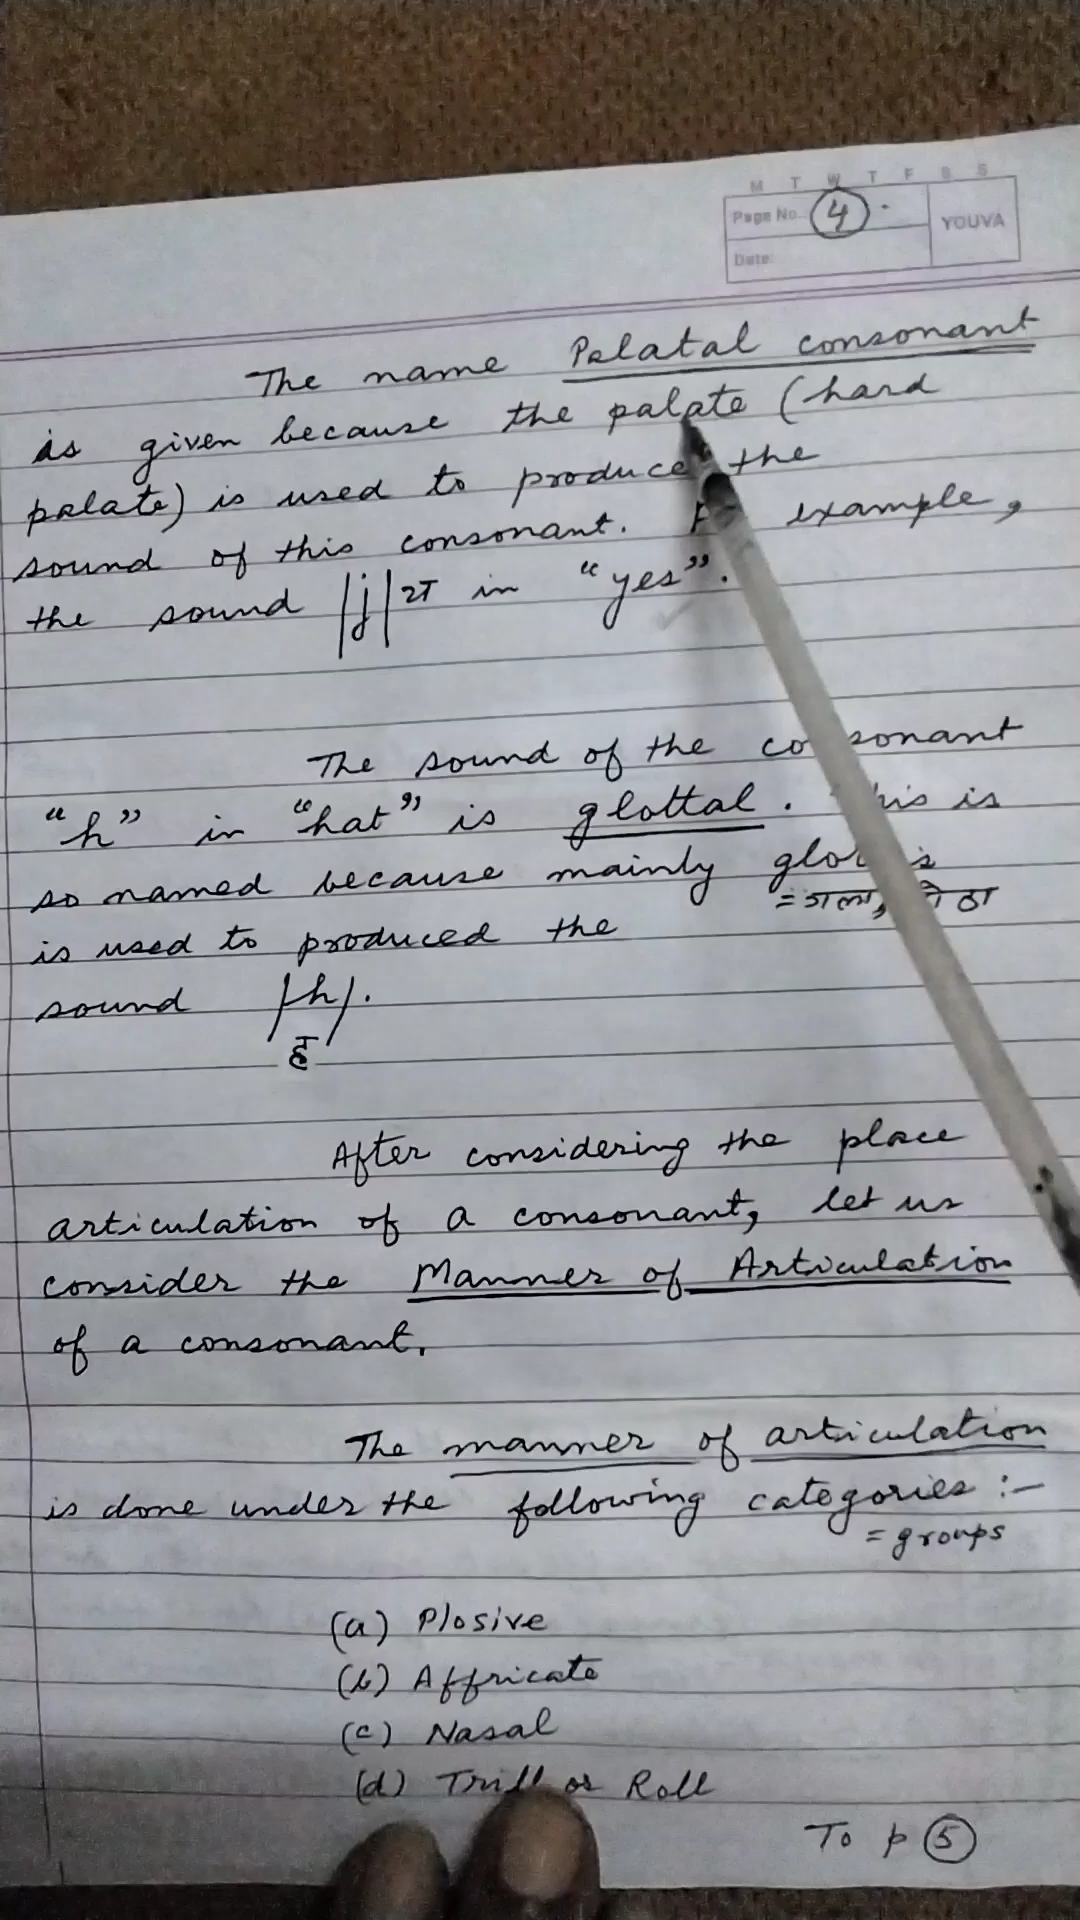 M T W T F S S
Page No. 4 .
YOUVA
Date:
The name Palatal consonant
is given because the palate (hard
palate) is used to produce the
sound of this consonant. example,
the sound /j/ य in "yes".
The sound of the consonant
"h" in "hat" is glottal. This is
so named because mainly glottis
= गला,
is used to produced the
sound /h/.
ह
After considering the place
articulation of a consonant, let us
consider the Manner of Articulation
of a consonant.
The manner of articulation
is done under the following categories :-
= groups
(a) Plosive
(b) Affricate
(c) Nasal
(d) Trill or Roll
To p 5